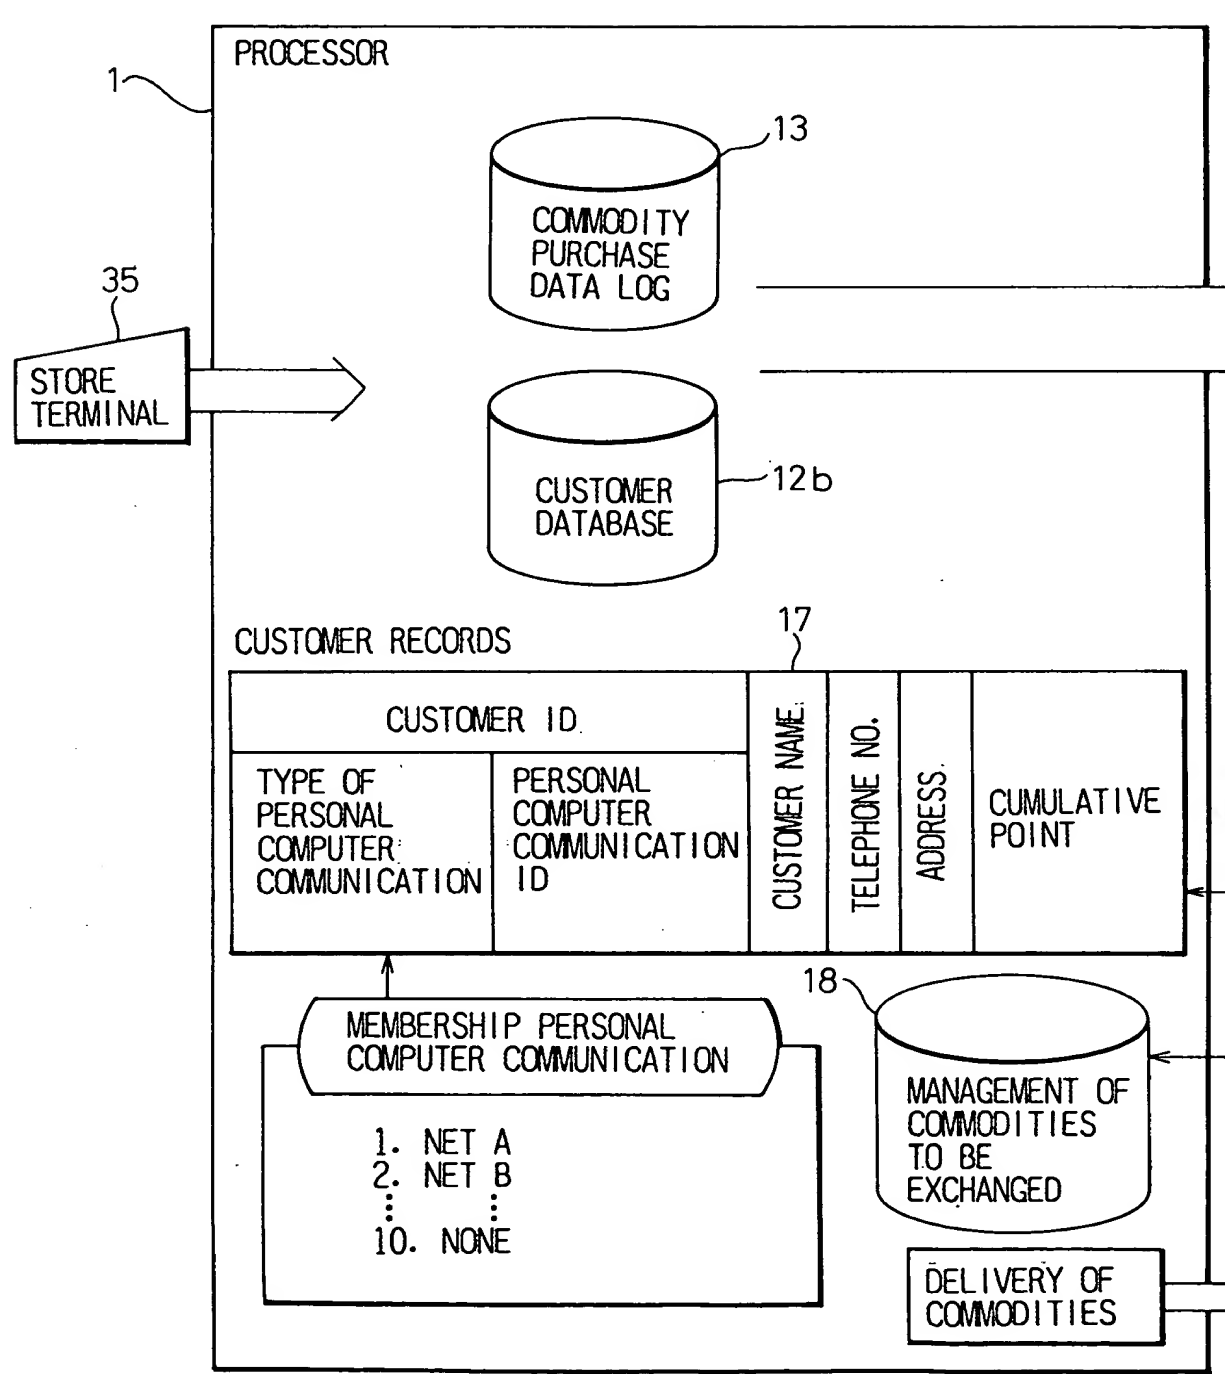 PROCESSOR
1
13
COMMODITY
PURCHASE
DATA LOG
35
STORE
TERMINAL
12b
CUSTOMER
DATABASE
17
CUSTOMER RECORDS
CUSTOMER ID
TYPE OF
PERSONAL
COMPUTER
COMMUNICATION
PERSONAL
COMPUTER
COMMUNICATION
ID
CUSTOMER NAME
TELEPHONE NO.
ADDRESS
CUMULATIVE
POINT
18
MEMBERSHIP PERSONAL
COMPUTER COMMUNICATION
1. NET A
2. NET B
10. NONE
MANAGEMENT OF
COMMODITIES
TO BE
EXCHANGED
DELIVERY OF
COMMODITIES